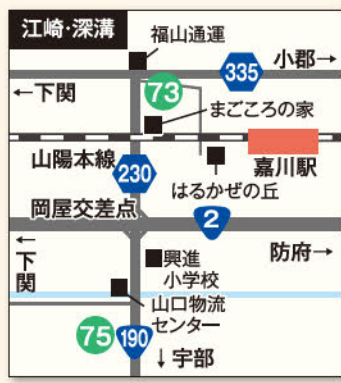 江崎・深溝
福山通運
335
小郡→
←下関
73
まごころの家
山陽本線
230
嘉川駅
はるかぜの丘
岡屋交差点
2
←
下
関
興進
小学校
防府→
山口物流
センター
75
190
↓宇部